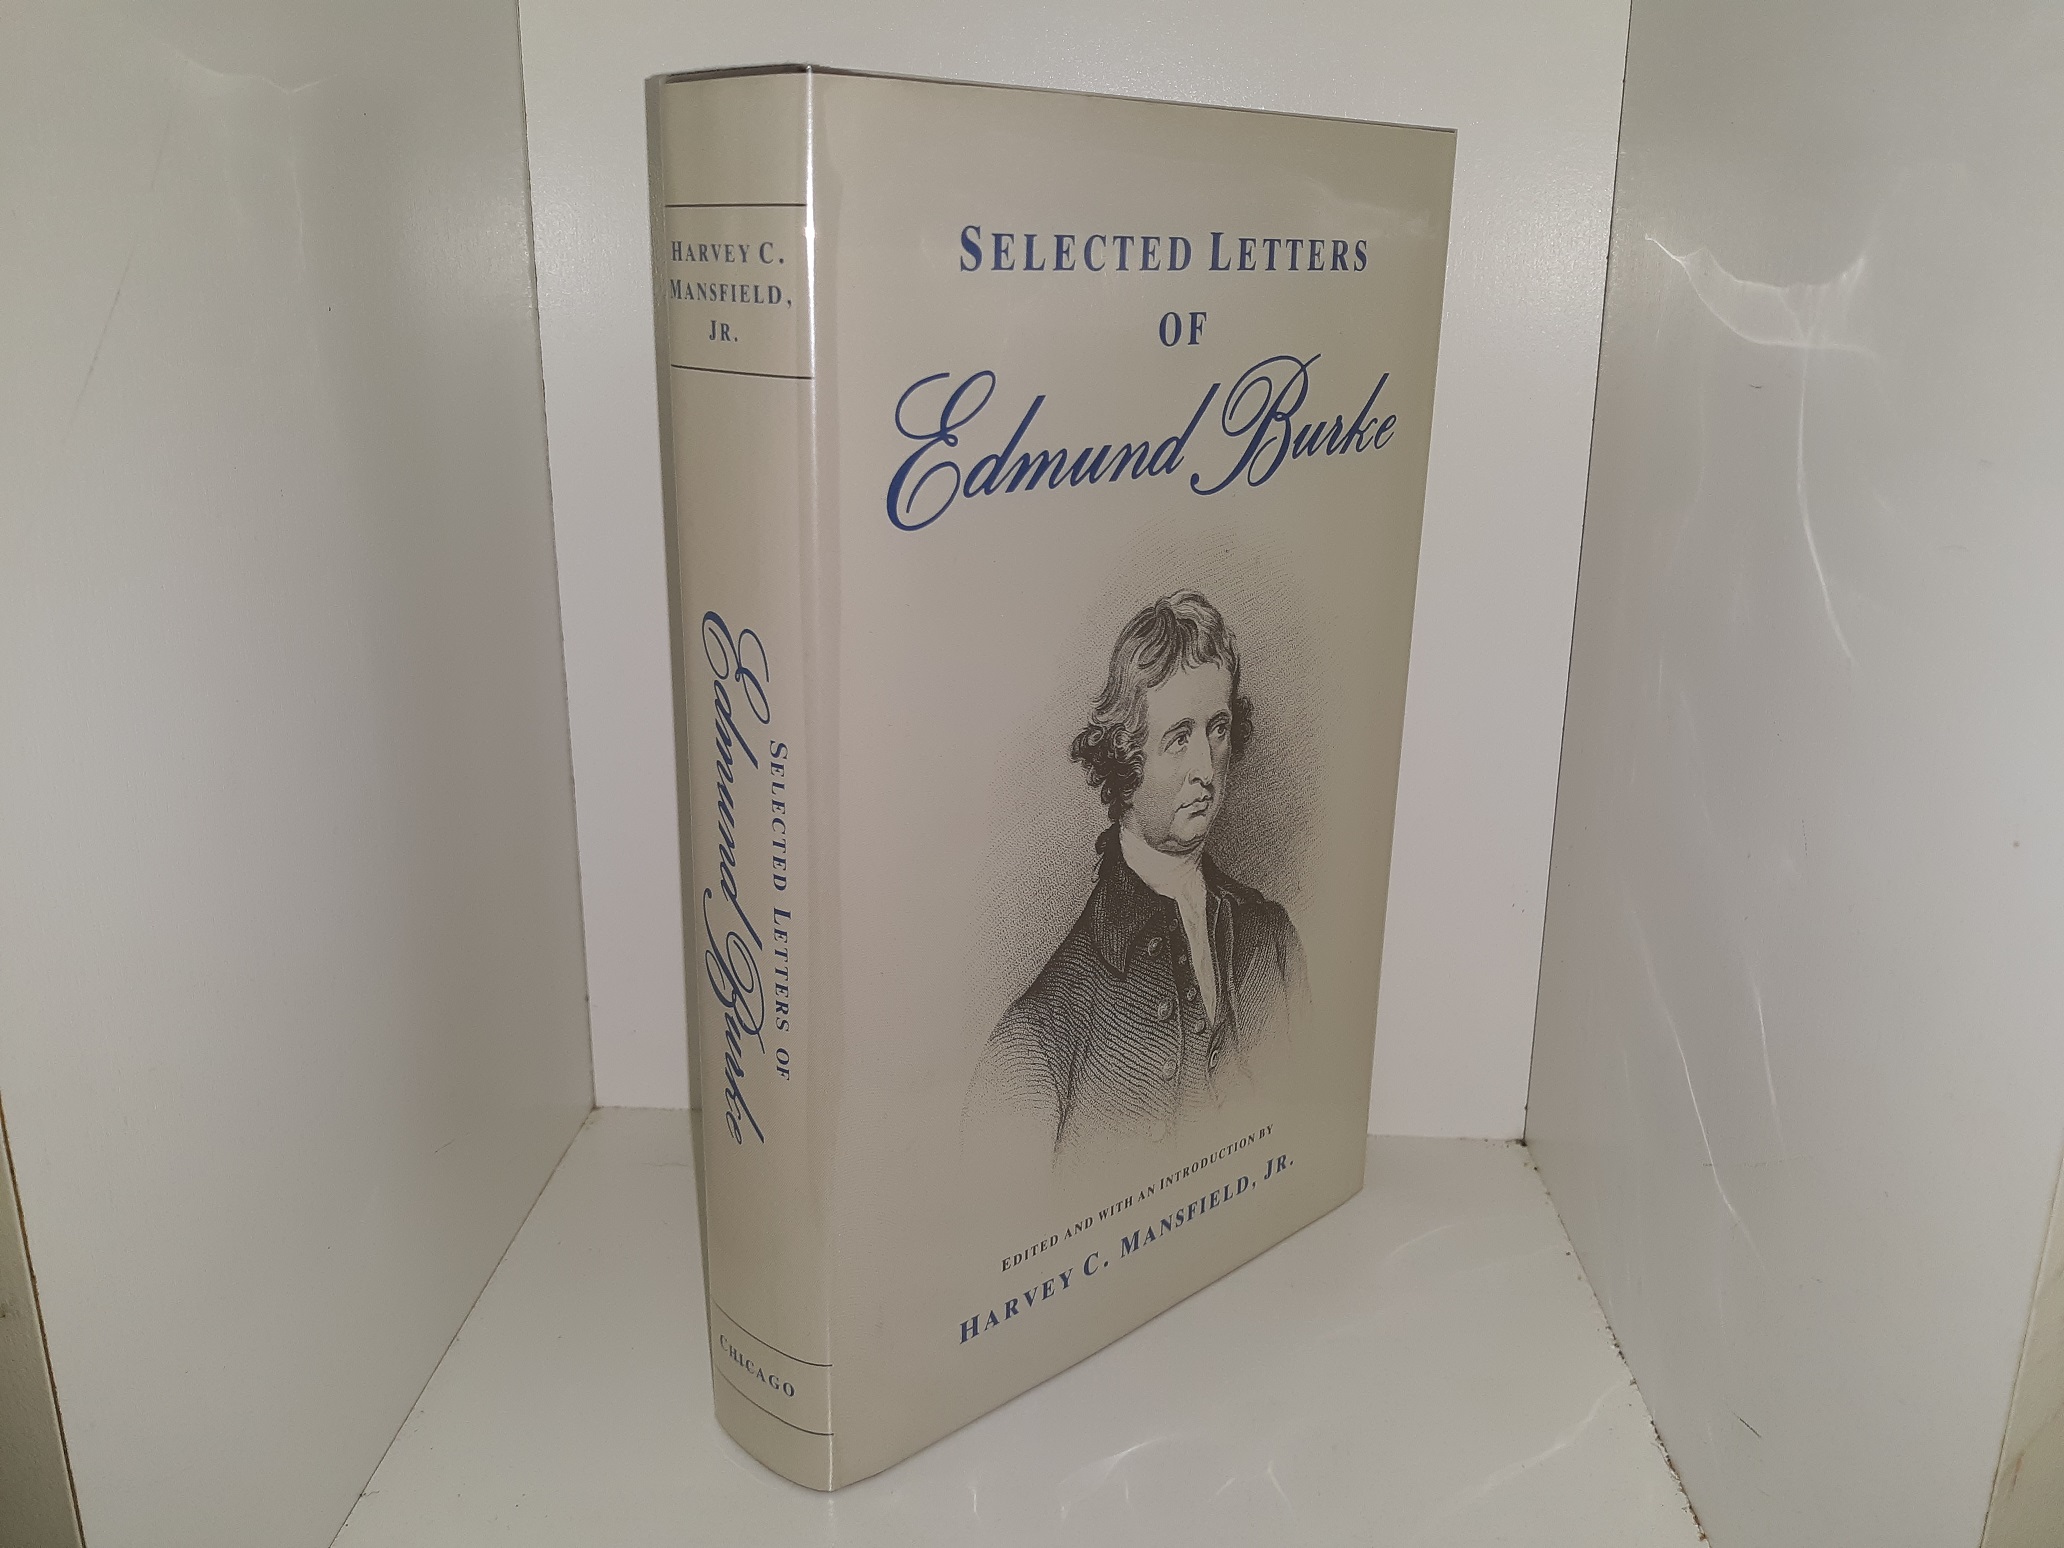 HARVEY C.
MANSFIELD,
JR.
SELECTED LETTERS OF
Edmund Burke
CHICAGO
SELECTED LETTERS
OF
Edmund Burke
EDITED AND WITH AN INTRODUCTION BY
HARVEY C. MANSFIELD, JR.